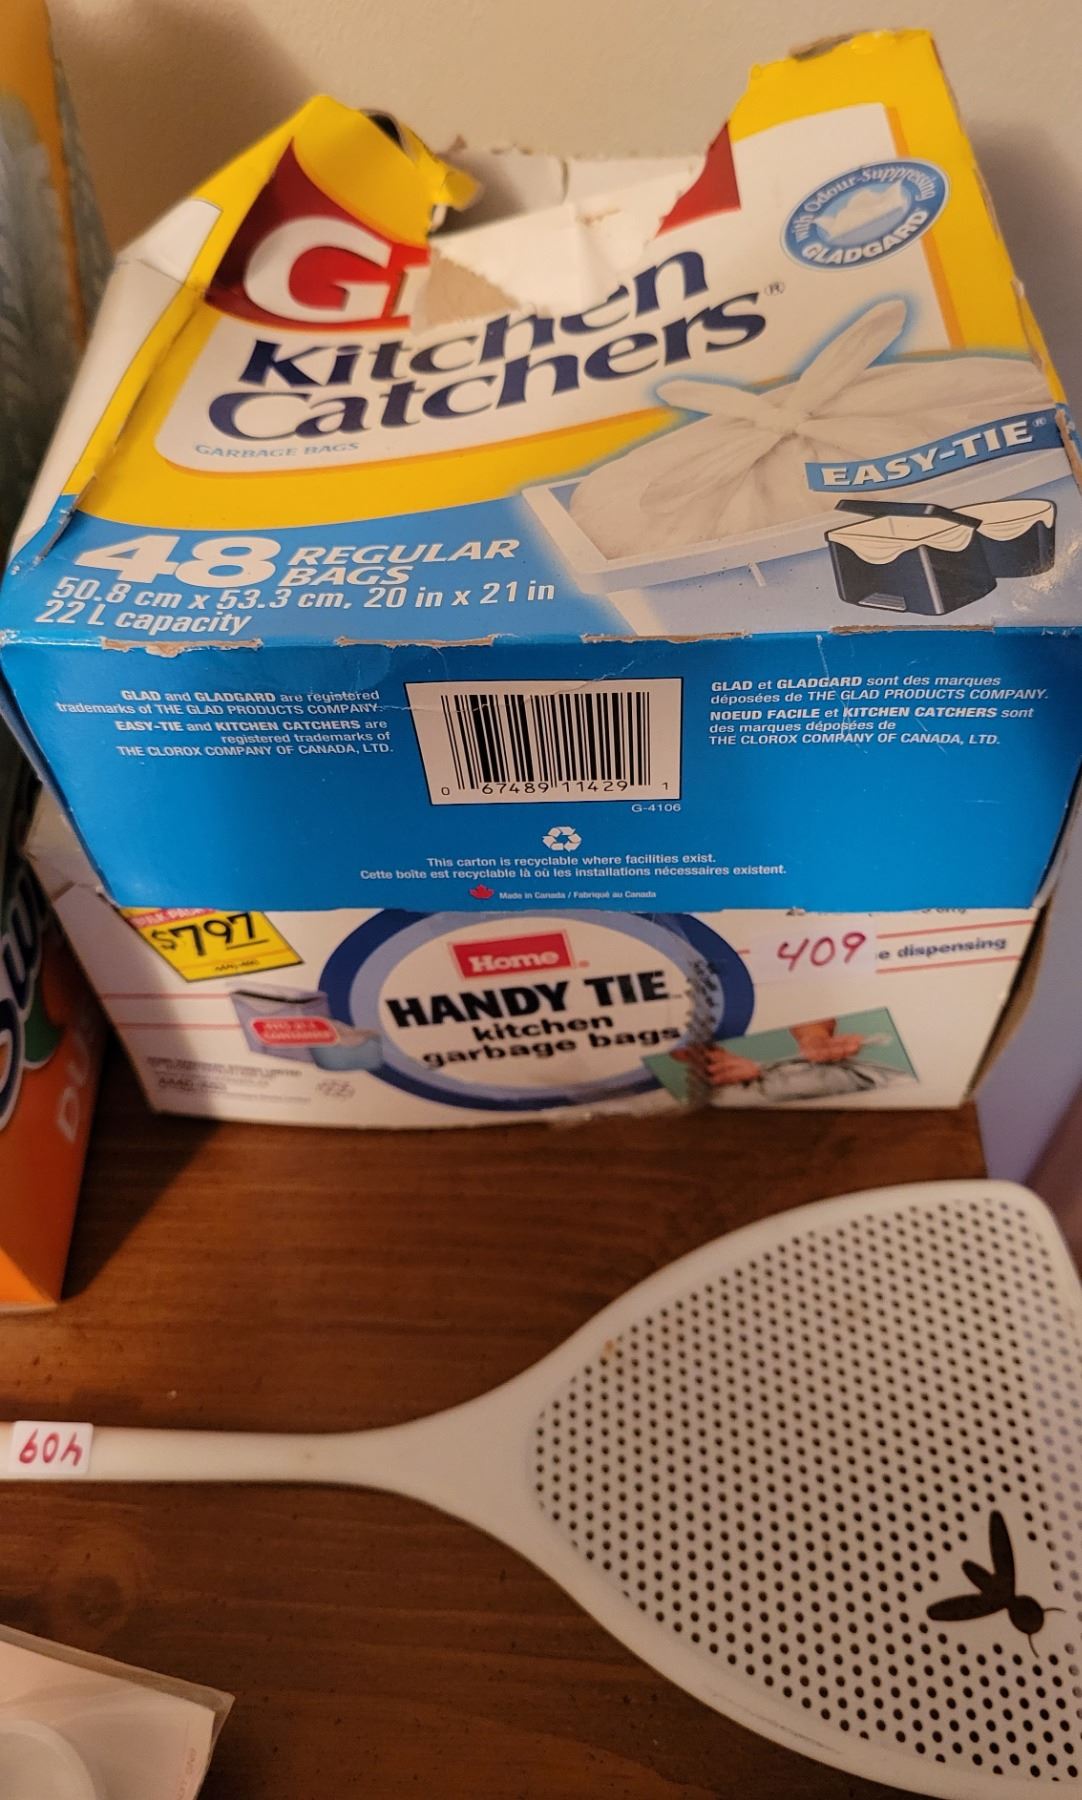 Gl
Kitchen
Catchers®
GARBAGE BAGS
with Odour-Suppressing
GLADGARD
EASY-TIE®
48 REGULAR
BAGS
50.8 cm x 53.3 cm, 20 in x 21 in
22 L capacity
GLAD and GLADGARD are registered
trademarks of THE GLAD PRODUCTS COMPANY.
EASY-TIE and KITCHEN CATCHERS are
registered trademarks of
THE CLOROX COMPANY OF CANADA, LTD.
GLAD et GLADGARD sont des marques
déposées de THE GLAD PRODUCTS COMPANY.
NOEUD FACILE et KITCHEN CATCHERS sont
des marques déposées de
THE CLOROX COMPANY OF CANADA, LTD.
0 67489 11429 1
G-4106
This carton is recyclable where facilities exist.
Cette boîte est recyclable là où les installations nécessaires existent.
Made in Canada / Fabriqué au Canada
$7.97
Home
HANDY TIE
kitchen
garbage bags
409
e dispensing
409